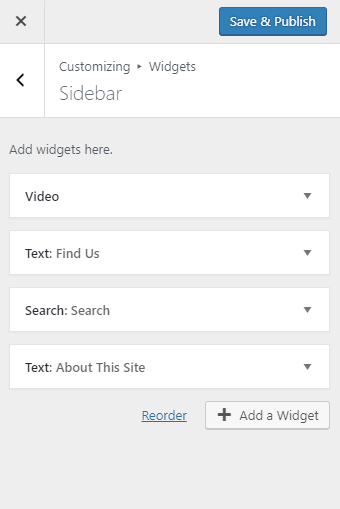 Save & Publish
Customizing ▸ Widgets
Sidebar
Add widgets here.
Video
Text: Find Us
Search: Search
Text: About This Site
Reorder
Add a Widget